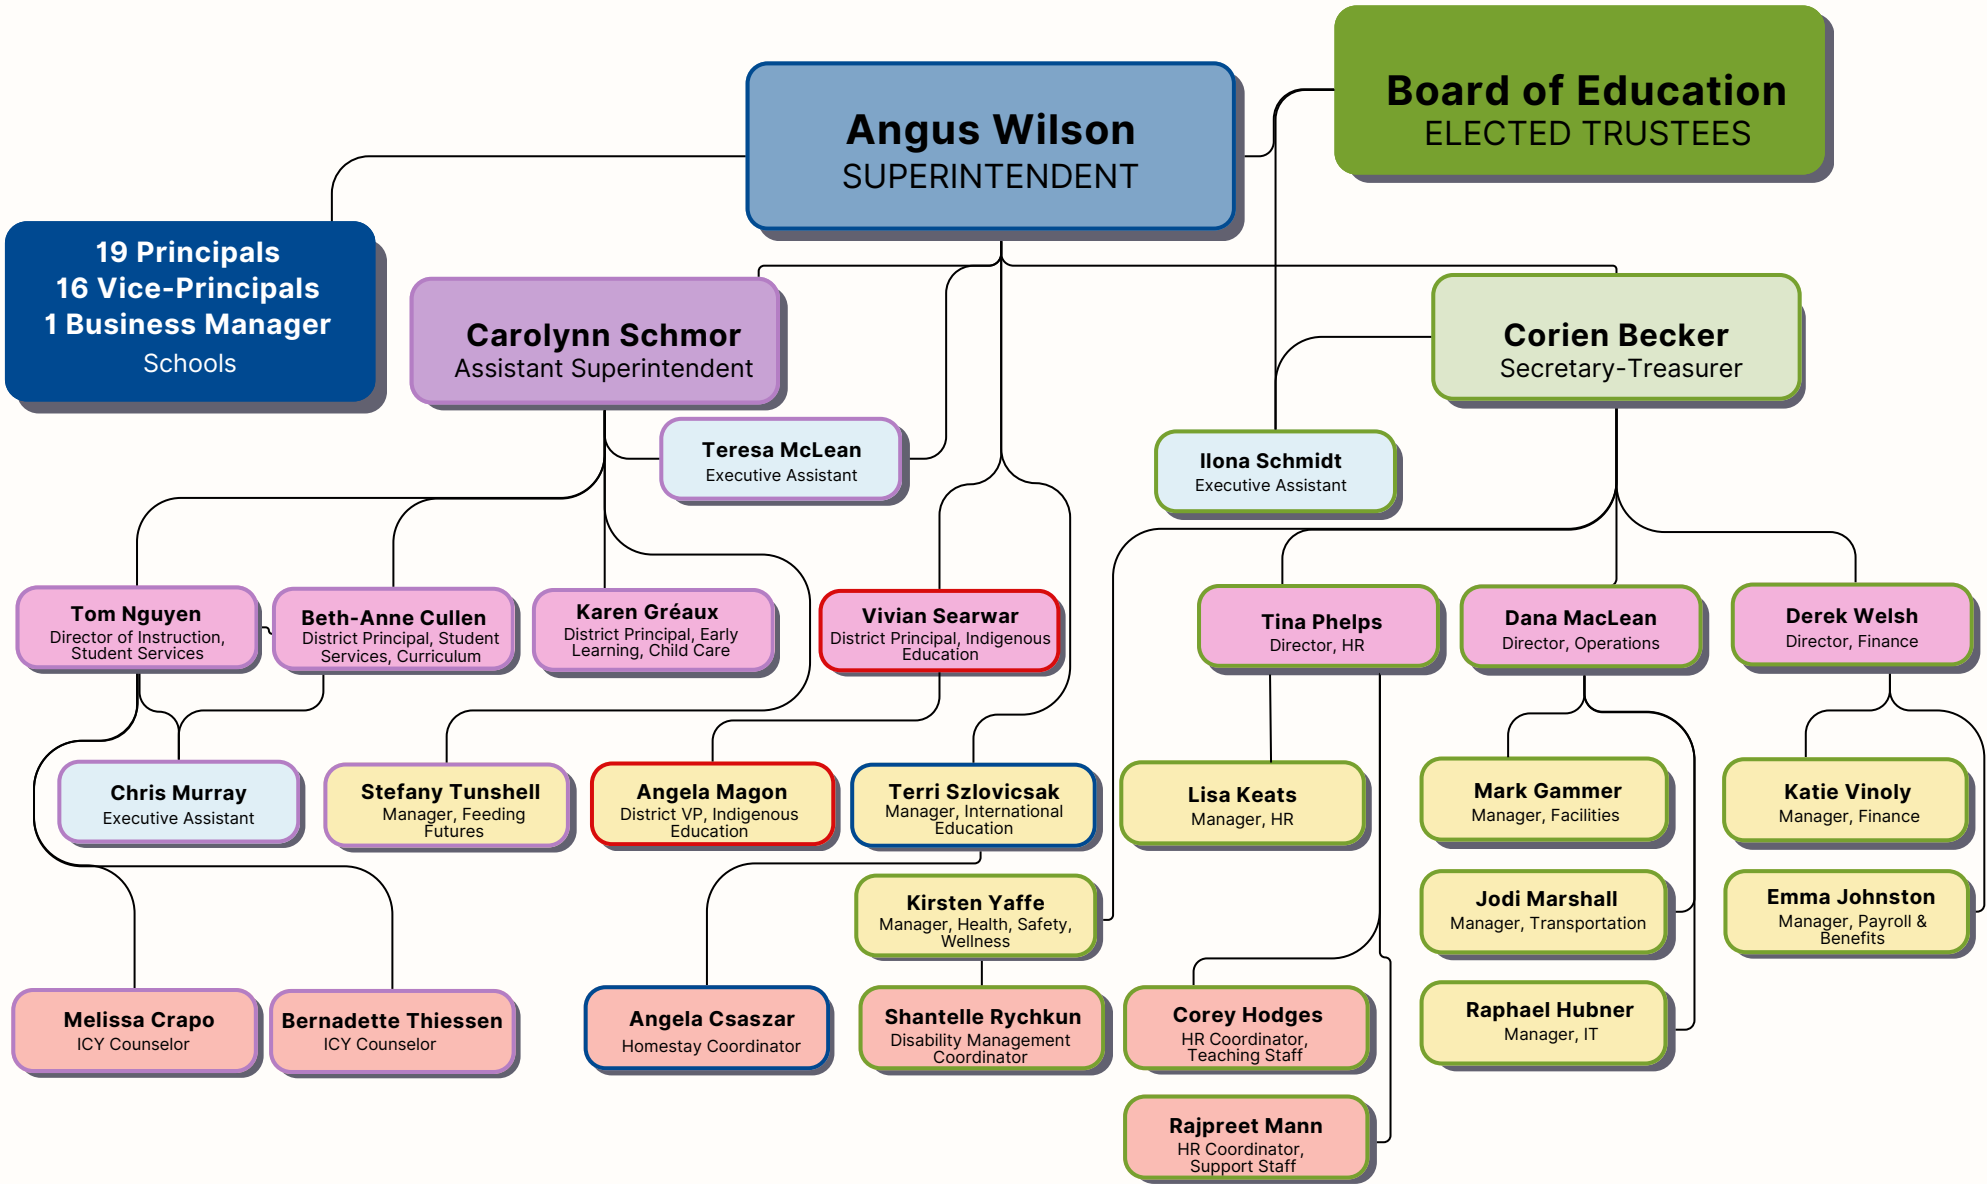 Board of Education
ELECTED TRUSTEES
Angus Wilson
SUPERINTENDENT
19 Principals
16 Vice-Principals
1 Business Manager
Schools
Carolynn Schmor
Assistant Superintendent
Corien Becker
Secretary-Treasurer
Teresa McLean
Executive Assistant
Ilona Schmidt
Executive Assistant
Tom Nguyen
Director of Instruction,
Student Services
Beth-Anne Cullen
District Principal, Student
Services, Curriculum
Karen Gréaux
District Principal, Early
Learning, Child Care
Vivian Searwar
District Principal, Indigenous
Education
Tina Phelps
Director, HR
Dana MacLean
Director, Operations
Derek Welsh
Director, Finance
Chris Murray
Executive Assistant
Stefany Tunshell
Manager, Feeding
Futures
Angela Magon
District VP, Indigenous
Education
Terri Szlovicsak
Manager, International
Education
Lisa Keats
Manager, HR
Mark Gammer
Manager, Facilities
Katie Vinoly
Manager, Finance
Kirsten Yaffe
Manager, Health, Safety,
Wellness
Jodi Marshall
Manager, Transportation
Emma Johnston
Manager, Payroll &
Benefits
Melissa Crapo
ICY Counselor
Bernadette Thiessen
ICY Counselor
Angela Csaszar
Homestay Coordinator
Shantelle Rychkun
Disability Management
Coordinator
Corey Hodges
HR Coordinator,
Teaching Staff
Raphael Hubner
Manager, IT
Rajpreet Mann
HR Coordinator,
Support Staff